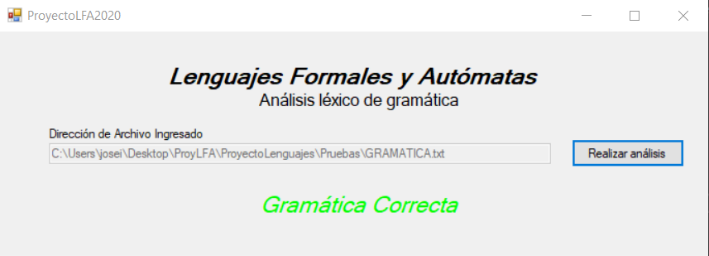 ProyectoLFA2020
Lenguajes Formales y Autómatas
Análisis léxico de gramática
Dirección de Archivo Ingresado
C:\Users\josei\Desktop\ProyLFA\ProyectoLenguajes\Pruebas\GRAMATICA.txt
Realizar análisis
Gramática Correcta